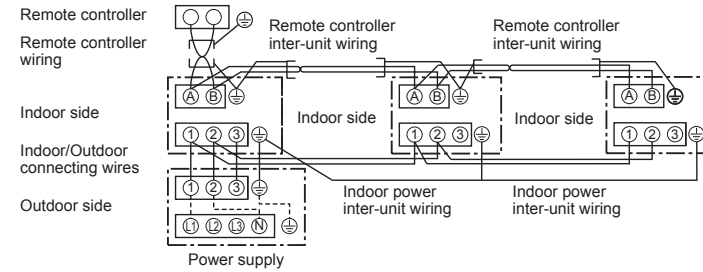 Remote controller
Remote controller
wiring
Remote controller
inter-unit wiring
Remote controller
inter-unit wiring
A B
A B
A B
Indoor side
Indoor side
Indoor side
1 2 3
1 2 3
1 2 3
Indoor/Outdoor
connecting wires
1 2 3
Indoor power
inter-unit wiring
Indoor power
inter-unit wiring
Outdoor side
L1 L2 L3 N
Power supply